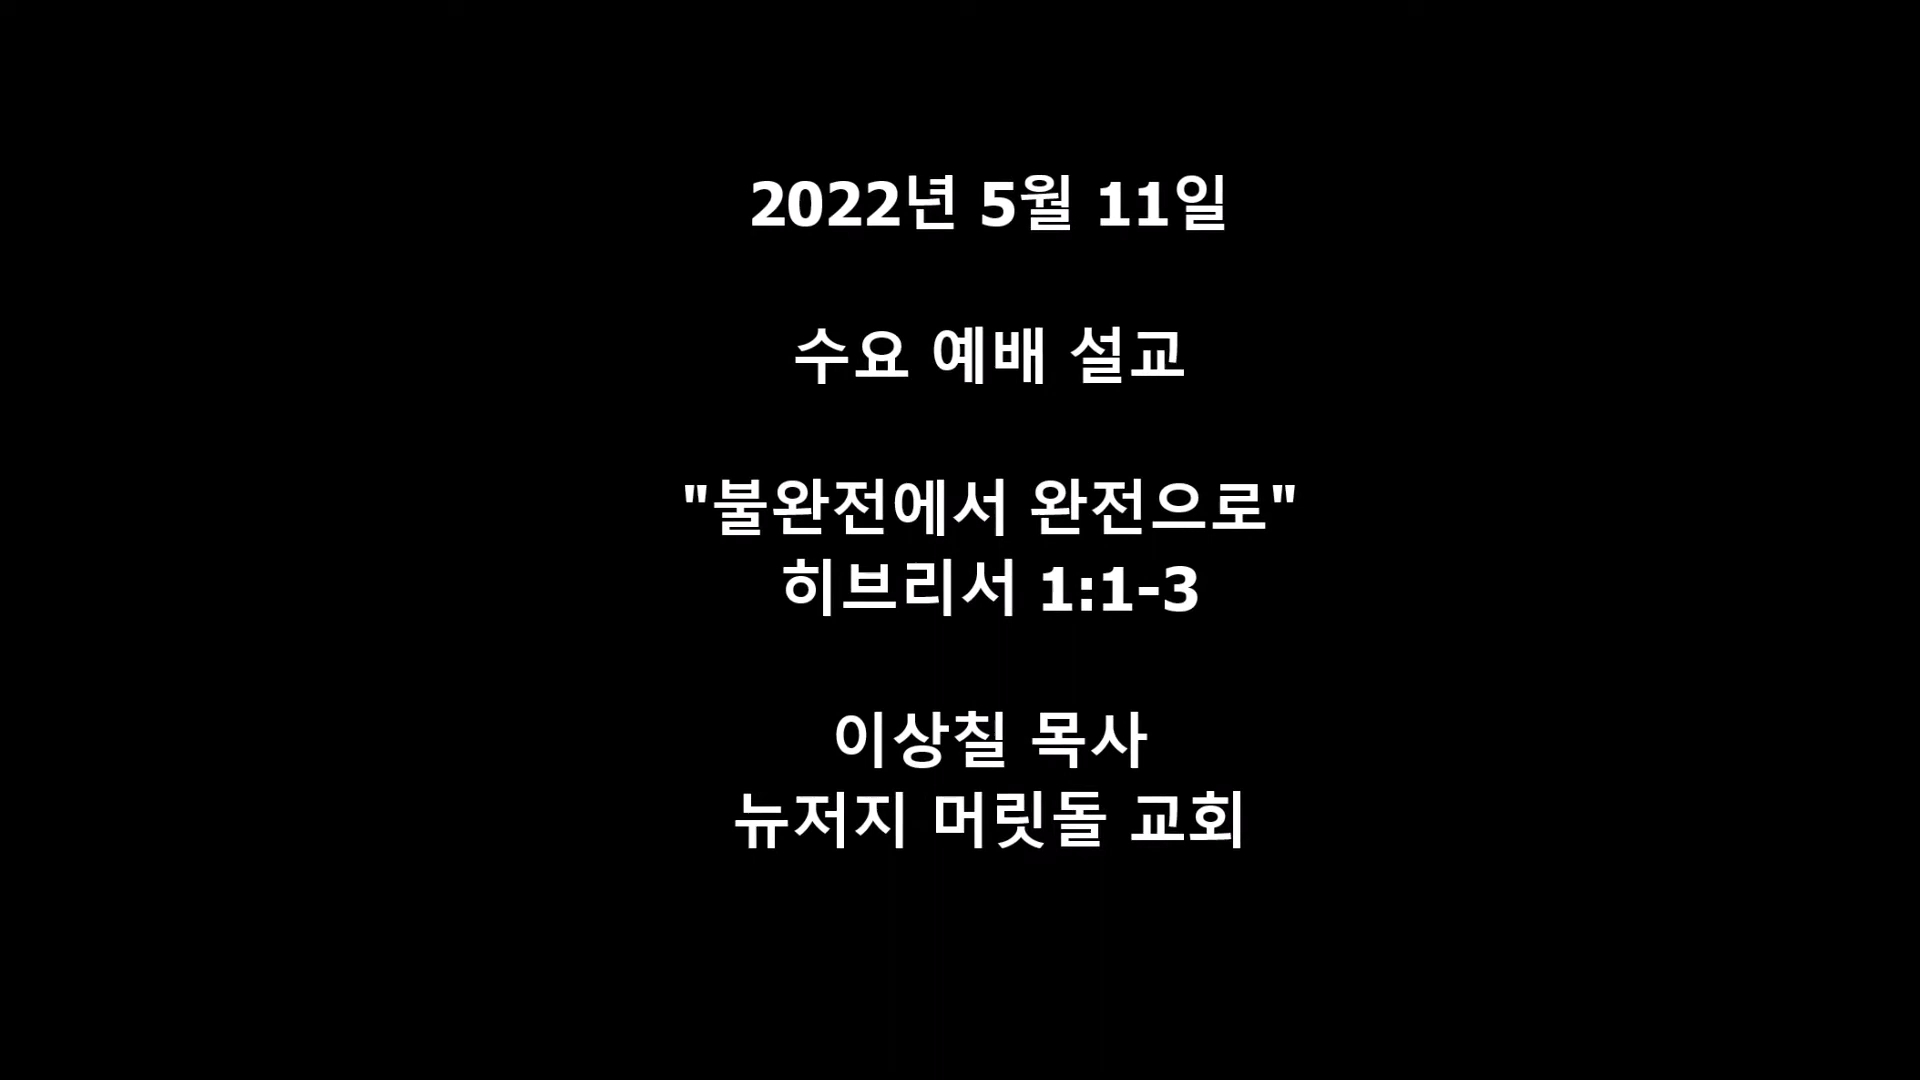 2022년 5월 11일
수요 예배 설교
"불완전에서 완전으로"
히브리서 1:1-3
이상칠 목사
뉴저지 머릿돌 교회